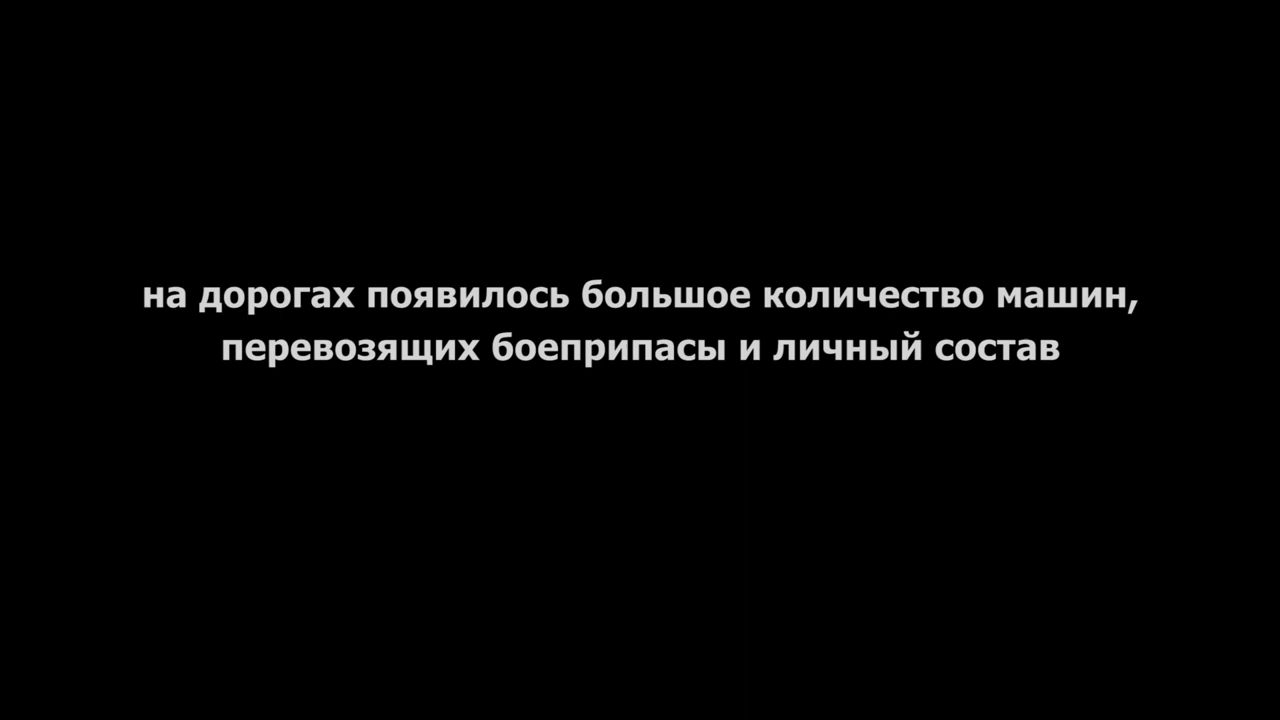 на дорогах появилось большое количество машин,
перевозящих боеприпасы и личный состав